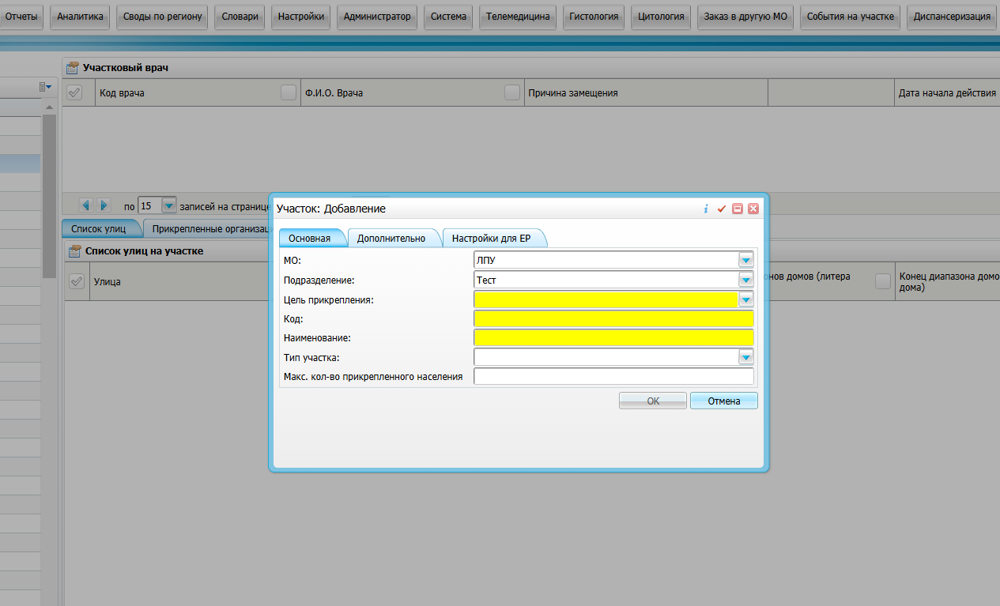 Отчеты Аналитика Своды по региону Словари Настройки Администратор Система Телемедицина Гистология Цитология Заказ в другую МО События на участке Диспансеризация
Участковый врач
Код врача Ф.И.О. Врача Причина замещения Дата начала действия
по 15 записей на странице
Список улиц Прикрепленные организаци
Список улиц на участке
Улица
нов домов (литера
Конец диапазона домо
дома)
Участок: Добавление
Основная Дополнительно Настройки для ЕР
МО: ЛПУ
Подразделение: Тест
Цель прикрепления:
Код:
Наименование:
Тип участка:
Макс. кол-во прикрепленного населения
ОК Отмена